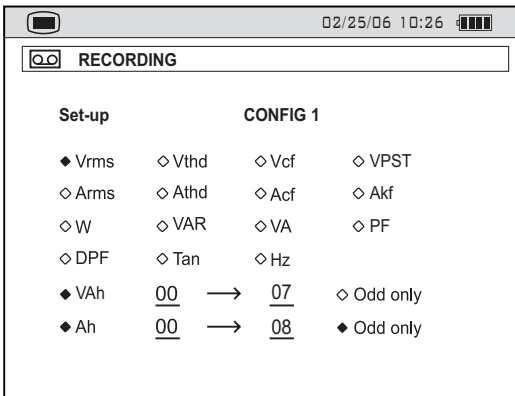 02/25/06 10:26
RECORDING
Set-up CONFIG 1
Vrms Vthd Vcf VPST
Arms Athd Acf Akf
W VAR VA PF
DPF Tan Hz
VAh 00 → 07 Odd only
Ah 00 → 08 Odd only